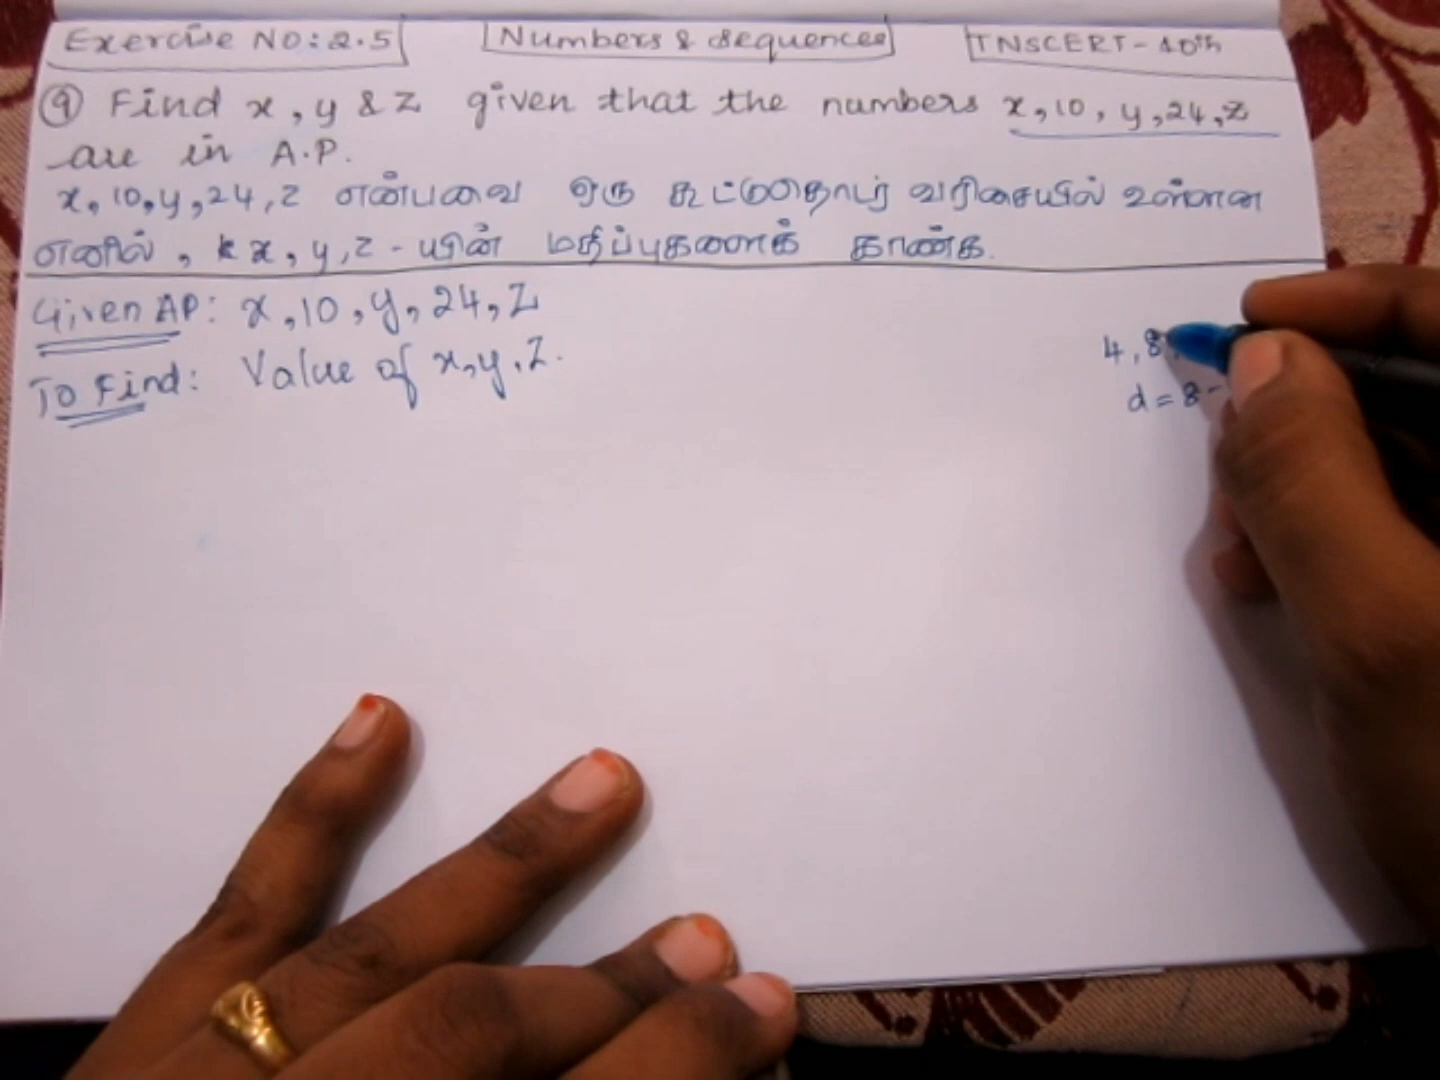 Exercise NO: 2.5 Numbers & Sequences TNSCERT - 10th
9 Find x, y & z given that the numbers x, 10, y, 24, z
are in A.P.
x, 10, y, 24, z என்பவை ஒரு கூட்டுத்தொடர் வரிசையில் உள்ளன
எனில், x, y, z - யின் மதிப்புகளைக் காண்க.
Given AP: x, 10, y, 24, z
To Find: Value of x, y, z.
4, 8,
d = 8 -